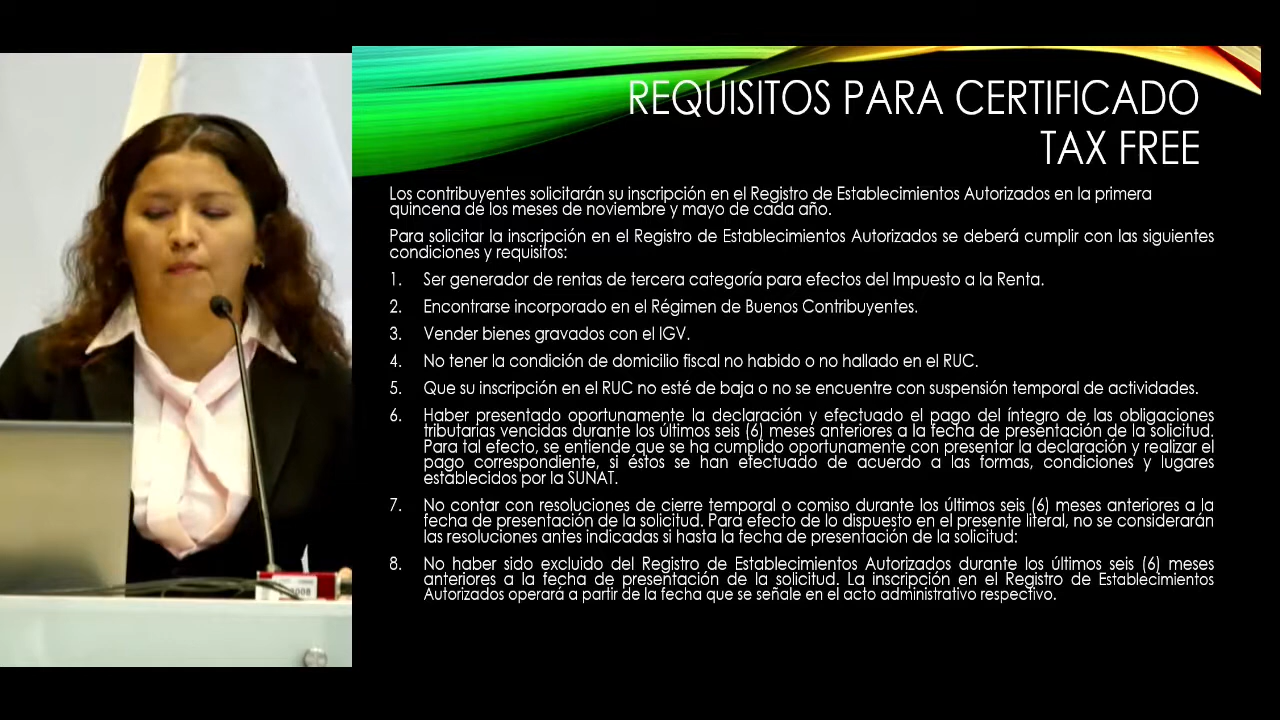 REQUISITOS PARA CERTIFICADO
TAX FREE
Los contribuyentes solicitarán su inscripción en el Registro de Establecimientos Autorizados en la primera
quincena de los meses de noviembre y mayo de cada año.
Para solicitar la inscripción en el Registro de Establecimientos Autorizados se deberá cumplir con las siguientes
condiciones y requisitos:
1. Ser generador de rentas de tercera categoría para efectos del Impuesto a la Renta.
2. Encontrarse incorporado en el Régimen de Buenos Contribuyentes.
3. Vender bienes gravados con el IGV.
4. No tener la condición de domicilio fiscal no habido o no hallado en el RUC.
5. Que su inscripción en el RUC no esté de baja o no se encuentre con suspensión temporal de actividades.
6. Haber presentado oportunamente la declaración y efectuado el pago del íntegro de las obligaciones
tributarias vencidas durante los últimos seis (6) meses anteriores a la fecha de presentación de la solicitud.
Para tal efecto, se entiende que se ha cumplido oportunamente con presentar la declaración y realizar el
pago correspondiente, si éstos se han efectuado de acuerdo a las formas, condiciones y lugares
establecidos por la SUNAT.
7. No contar con resoluciones de cierre temporal o comiso durante los últimos seis (6) meses anteriores a la
fecha de presentación de la solicitud. Para efecto de lo dispuesto en el presente literal, no se considerarán
las resoluciones antes indicadas si hasta la fecha de presentación de la solicitud:
8. No haber sido excluido del Registro de Establecimientos Autorizados durante los últimos seis (6) meses
anteriores a la fecha de presentación de la solicitud. La inscripción en el Registro de Establecimientos
Autorizados operará a partir de la fecha que se señale en el acto administrativo respectivo.